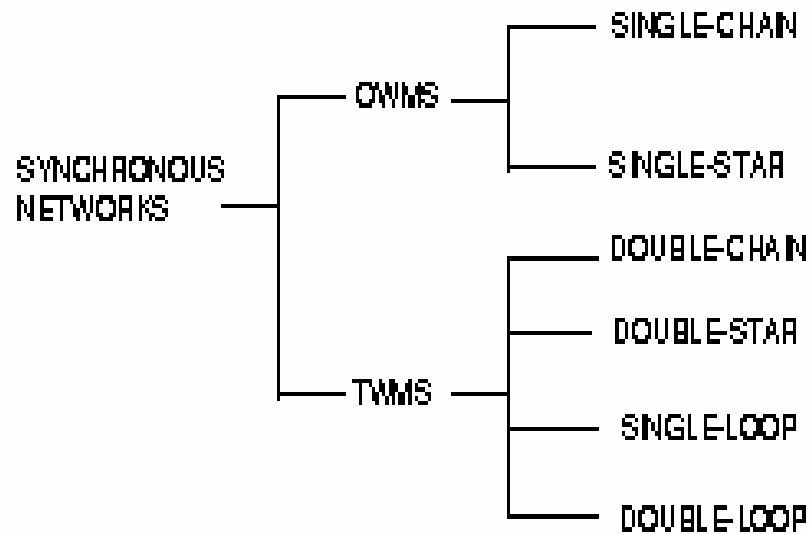 SYNCHRONOUS
NETWORKS
OWMS
SINGLE-CHAIN
SINGLE-STAR
TWMS
DOUBLE-CHAIN
DOUBLE-STAR
SINGLE-LOOP
DOUBLE-LOOP